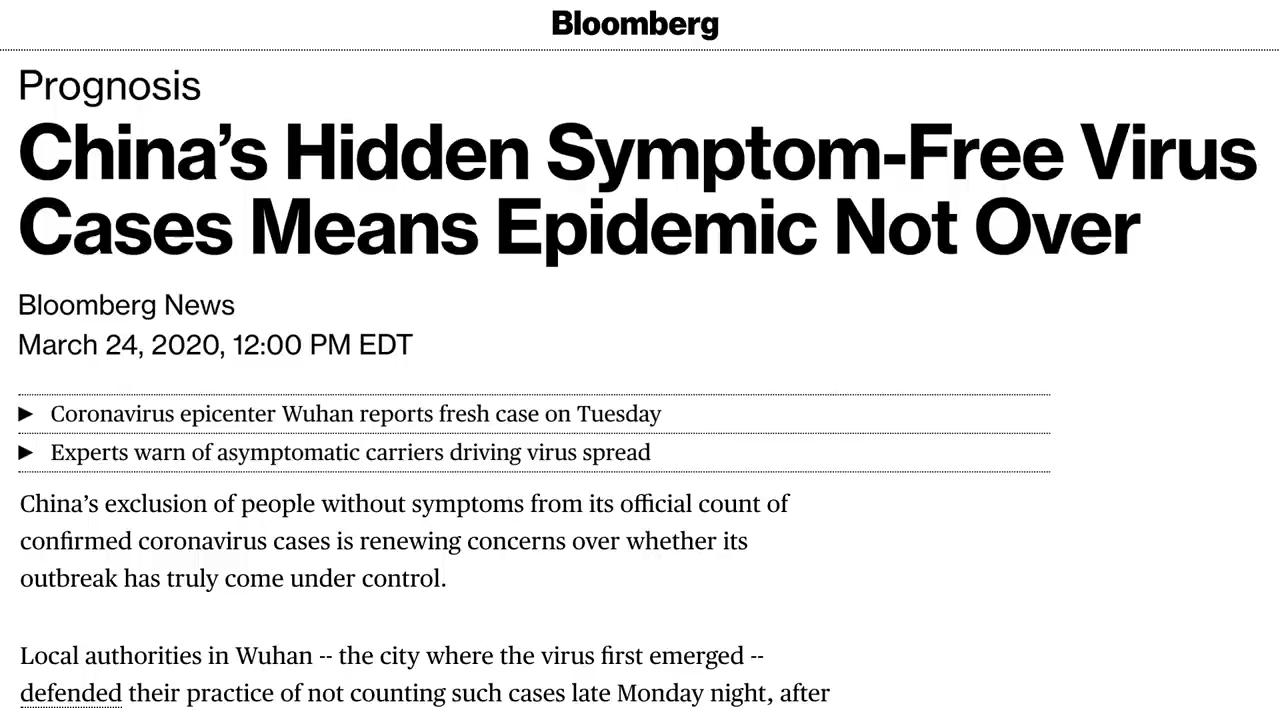 Bloomberg
Prognosis
China’s Hidden Symptom-Free Virus
Cases Means Epidemic Not Over
Bloomberg News
March 24, 2020, 12:00 PM EDT
► Coronavirus epicenter Wuhan reports fresh case on Tuesday
► Experts warn of asymptomatic carriers driving virus spread
China’s exclusion of people without symptoms from its official count of
confirmed coronavirus cases is renewing concerns over whether its
outbreak has truly come under control.
Local authorities in Wuhan -- the city where the virus first emerged --
defended their practice of not counting such cases late Monday night, after